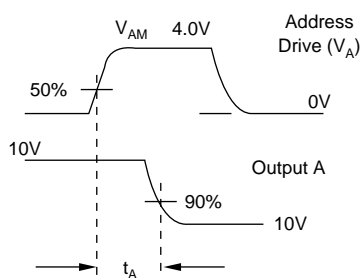 V_AM 4.0V
Address
Drive (V_A)
50%
0V
10V
Output A
90%
10V
t_A